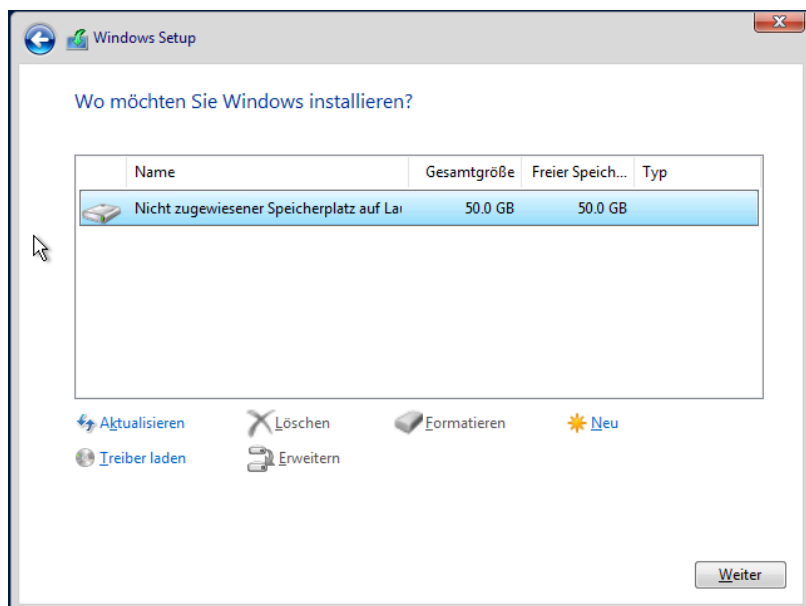 Windows Setup
Wo möchten Sie Windows installieren?
Name Gesamtgröße Freier Speich... Typ
Nicht zugewiesener Speicherplatz auf Lau 50.0 GB 50.0 GB
Aktualisieren Löschen Formatieren Neu
Treiber laden Erweitern
Weiter